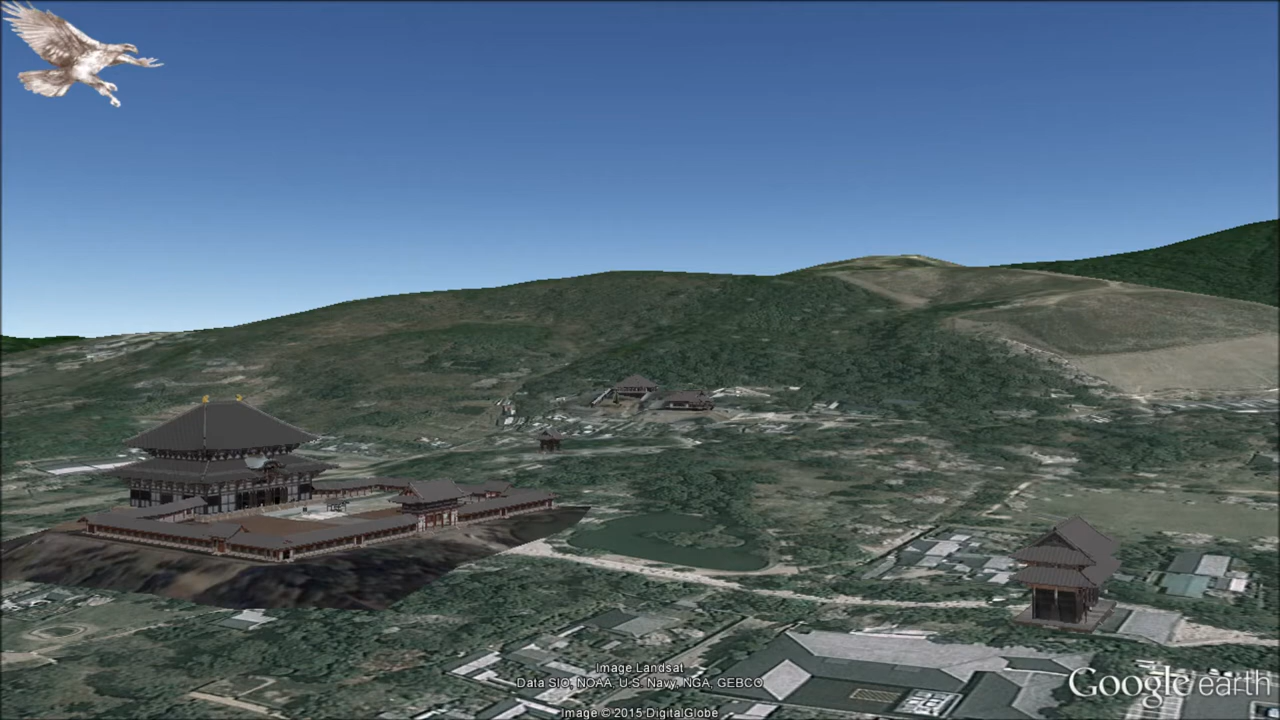 Image Landsat
Data SIO, NOAA, U.S. Navy, NGA, GEBCO
Google earth
Image © 2015 DigitalGlobe